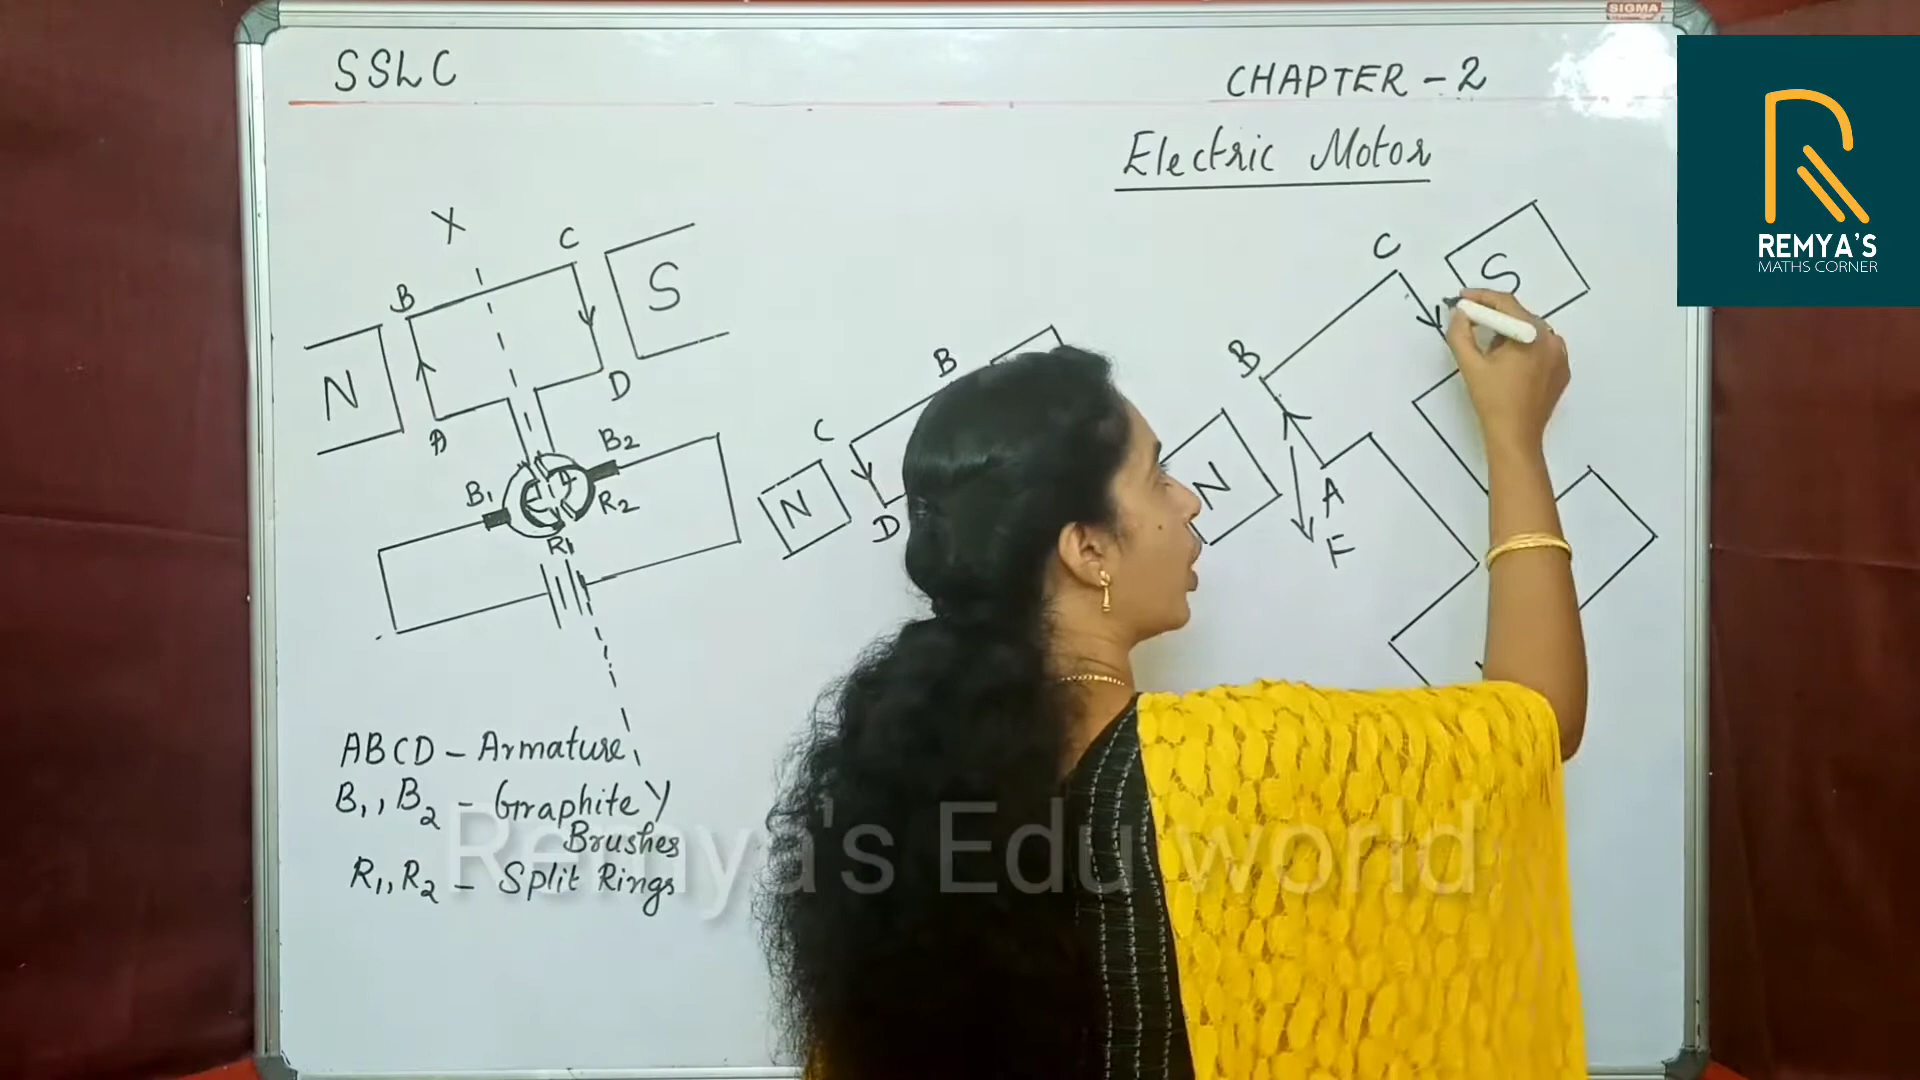 SIGMA
SSLC
CHAPTER - 2
Electric Motor
REMYA'S
MATHS CORNER
X
B
C
S
N
A
D
B1
B2
R2
R1
ABCD - Armature
B1, B2 - Graphite Y
Brushes
R1, R2 - Split Rings
B
C
N
D
C
S
B
N
A
F
Remya's Edu world